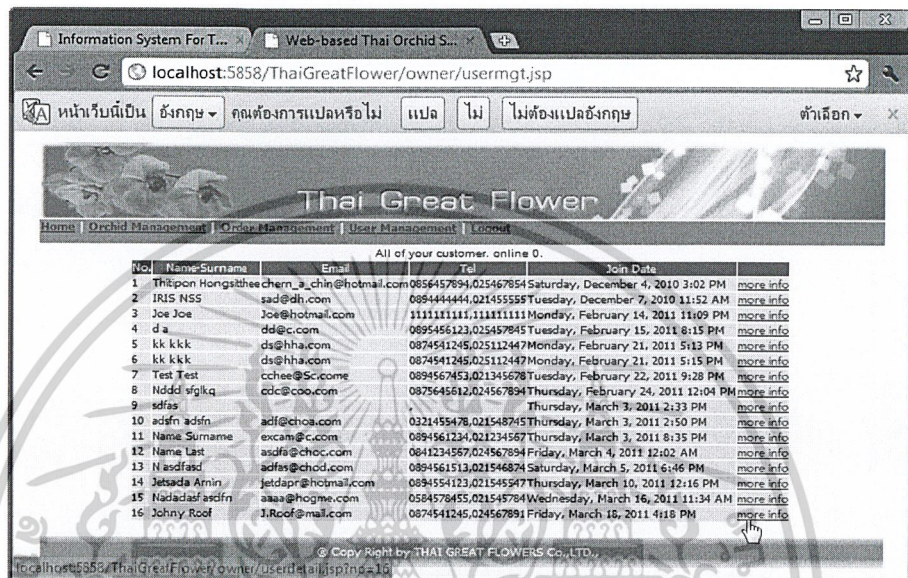 Information System For T... Web-based Thai Orchid S...
localhost:5858/ThaiGreatFlower/owner/usermgt.jsp
หน้าเว็บนี้เป็น อังกฤษ คุณต้องการแปลหรือไม่ แปล ไม่ ไม่ต้องแปลอังกฤษ ตัวเลือก
Thai Great Flower
Home | Orchid Management | Order Management | User Management | Logout
All of your customer. online 0.
No. Name-Surname Email Tel Join Date
1 Thitipon Hongsitthee chern_a_chin@hotmail.com 0856457894,025467854 Saturday, December 4, 2010 3:02 PM more info
2 IRIS NSS sad@dh.com 0894444444,021455555 Tuesday, December 7, 2010 11:52 AM more info
3 Joe Joe Joe@hotmail.com 1111111111,111111111 Monday, February 14, 2011 11:09 PM more info
4 d a dd@c.com 0895456123,025457845 Tuesday, February 15, 2011 8:15 PM more info
5 kk kkk ds@hha.com 0874541245,025112447 Monday, February 21, 2011 5:13 PM more info
6 kk kkk ds@hha.com 0874541245,025112447 Monday, February 21, 2011 5:15 PM more info
7 Test Test cchee@Sc.come 0894567453,021345678 Tuesday, February 22, 2011 9:28 PM more info
8 Nddd sfglkq cdc@coo.com 0875645612,024567894 Thursday, February 24, 2011 12:04 PM more info
9 sdfas , Thursday, March 3, 2011 2:33 PM more info
10 adsfn adsfn adf@choa.com 0321455478,021548745 Thursday, March 3, 2011 2:50 PM more info
11 Name Surname excam@c.com 0894561234,021234567 Thursday, March 3, 2011 8:35 PM more info
12 Name Last asdfa@choc.com 0841234567,024567894 Friday, March 4, 2011 12:02 AM more info
13 N asdfasd adfas@chod.com 0894561513,021546874 Saturday, March 5, 2011 6:46 PM more info
14 Jetsada Arnin jetdapr@hotmail.com 0894554123,021545547 Thursday, March 10, 2011 12:16 PM more info
15 Nadadasf asdfn aaaa@hogme.com 0584578455,021545784 Wednesday, March 16, 2011 11:34 AM more info
16 Johny Roof J.Roof@mail.com 0874541245,024567891 Friday, March 18, 2011 4:18 PM more info
@ Copy Right by THAI GREAT FLOWERS Co.,LTD.,
localhost:5858/ThaiGreatFlower/owner/userdetail.jsp?no=16